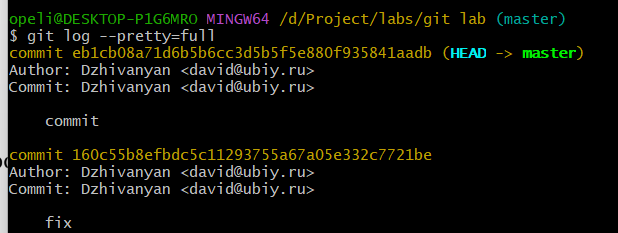 opeli@DESKTOP-P1G6MRO MINGW64 /d/Project/labs/git lab (master)
$ git log --pretty=full
commit eb1cb08a71d6b5b6cc3d5b5f5e880f935841aadb (HEAD -> master)
Author: Dzhivanyan <david@ubiy.ru>
Commit: Dzhivanyan <david@ubiy.ru>
commit
commit 160c55b8efbdc5c11293755a67a05e332c7721be
Author: Dzhivanyan <david@ubiy.ru>
Commit: Dzhivanyan <david@ubiy.ru>
fix